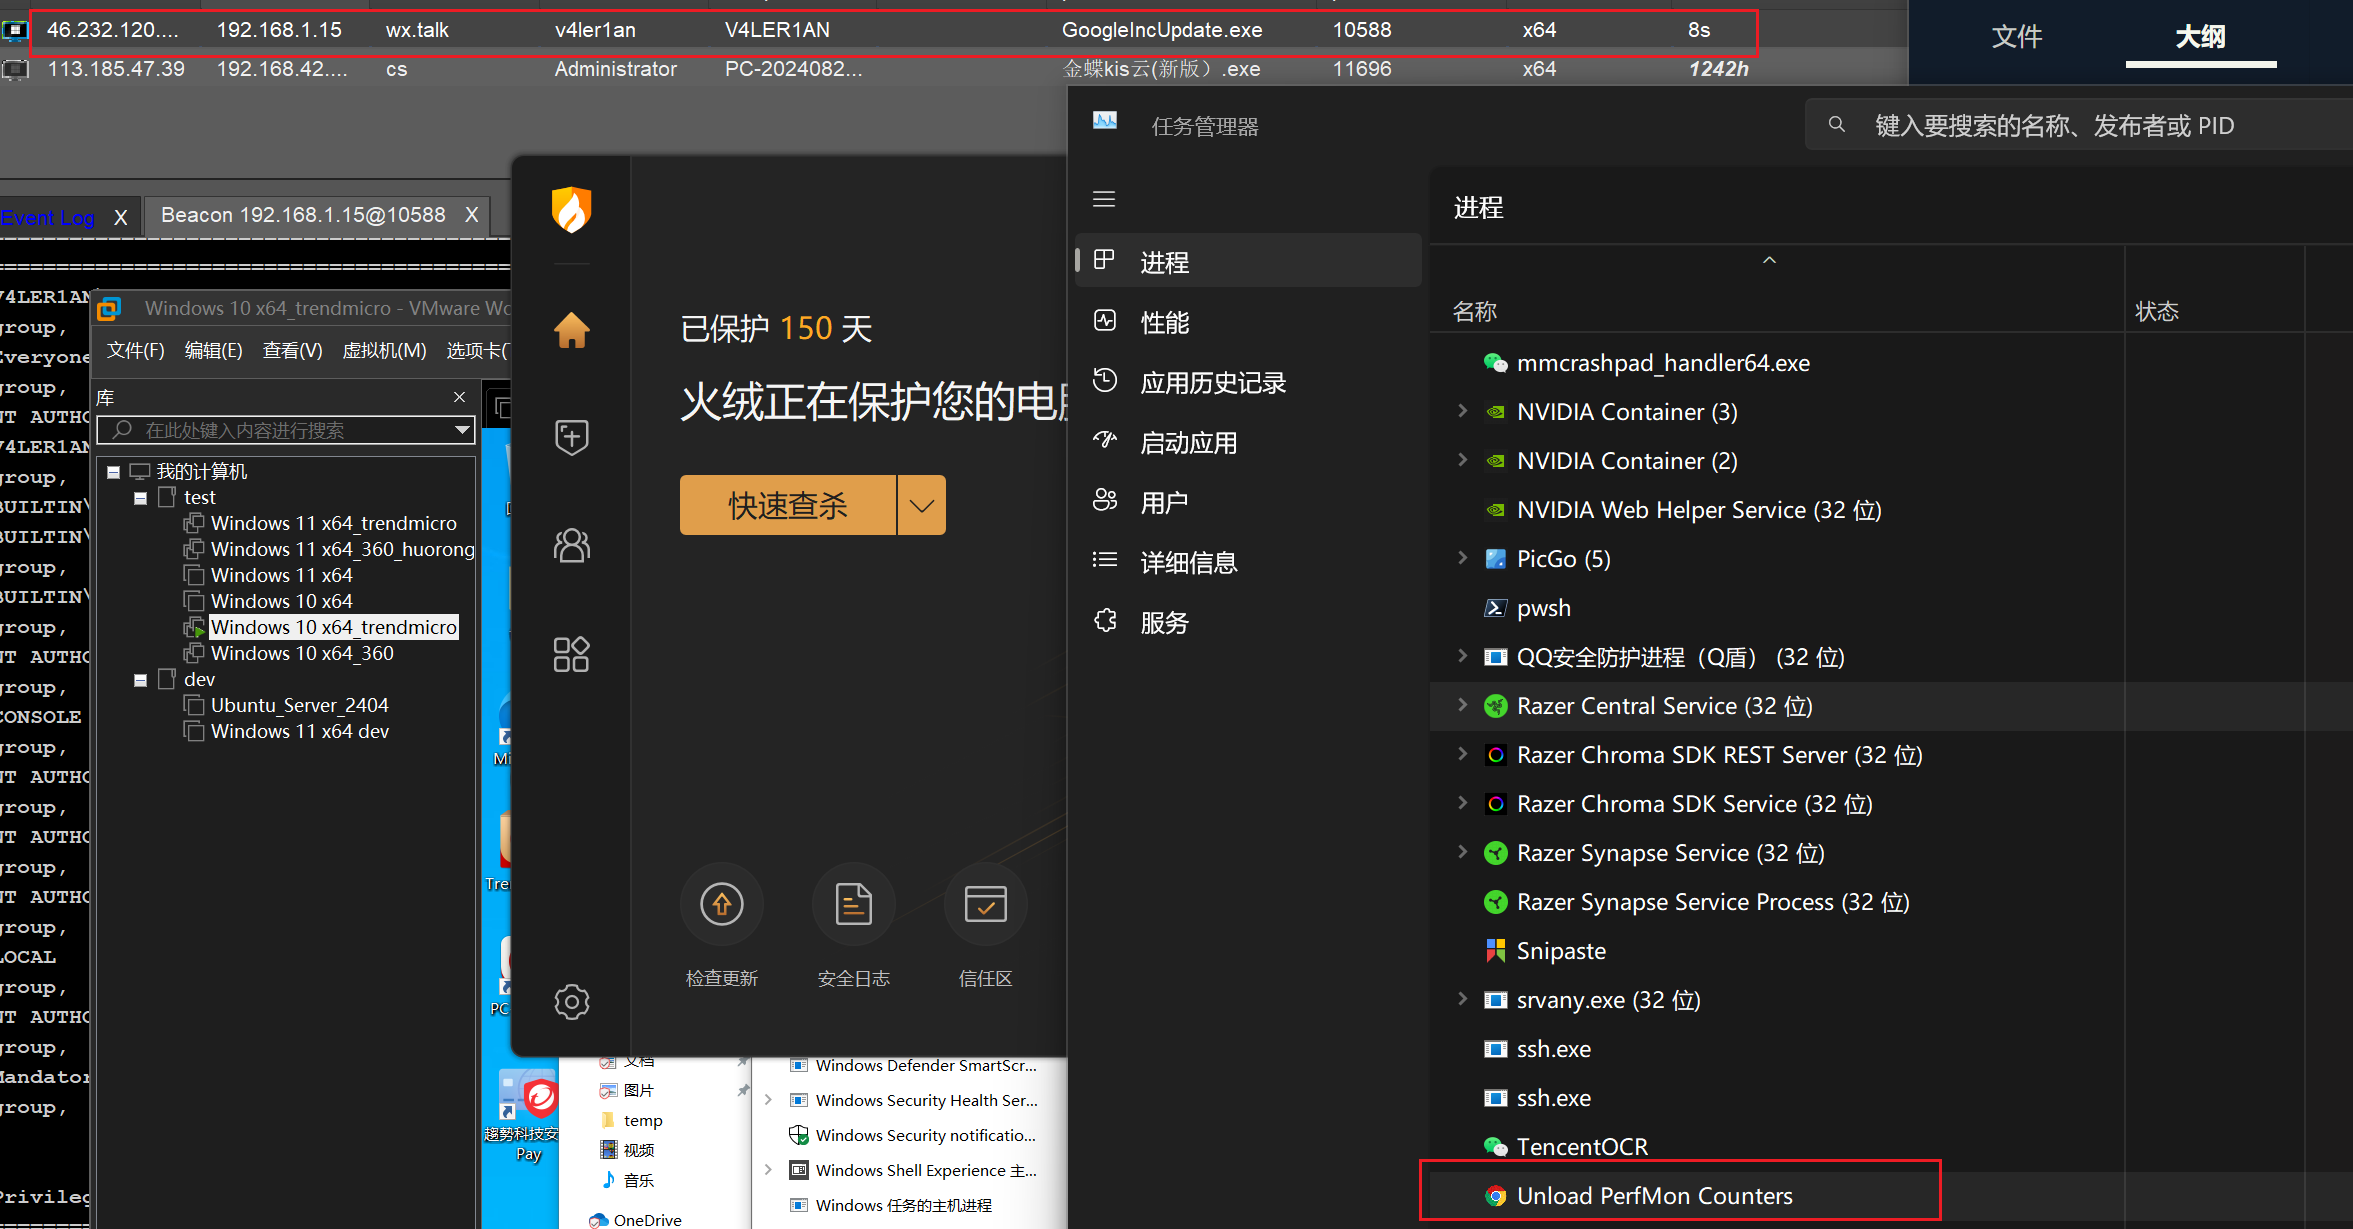 46.232.120.... 192.168.1.15 wx.talk v4ler1an V4LER1AN GoogleIncUpdate.exe 10588 x64 8s
113.185.47.39 192.168.42.... cs Administrator PC-2024082... 金蝶kis云(新版）.exe 11696 x64 1242h
文件 大纲
Event Log X Beacon 192.168.1.15@10588 X
V4LER1AN
group,
Everyone
group,
NT AUTHO
V4LER1AN
group,
BUILTIN\
BUILTIN\
group,
BUILTIN\
group,
NT AUTHO
group,
CONSOLE
group,
NT AUTHO
group,
NT AUTHO
group,
NT AUTHO
group,
LOCAL
group,
NT AUTHO
group,
Mandator
group,
Privileg
Windows 10 x64_trendmicro - VMware Wo
文件(F) 编辑(E) 查看(V) 虚拟机(M) 选项卡(
库
在此处键入内容进行搜索
我的计算机
test
Windows 11 x64_trendmicro
Windows 11 x64_360_huorong
Windows 11 x64
Windows 10 x64
Windows 10 x64_trendmicro
Windows 10 x64_360
dev
Ubuntu_Server_2404
Windows 11 x64 dev
Mi
Tre
PC
趨勢科技安
Pay
已保护 150 天
火绒正在保护您的电脑
快速查杀
检查更新 安全日志 信任区
文档
图片
temp
视频
音乐
OneDrive
Windows Defender SmartScr...
Windows Security Health Ser...
Windows Security notificatio...
Windows Shell Experience 主...
Windows 任务的主机进程
任务管理器
键入要搜索的名称、发布者或 PID
进程
性能
应用历史记录
启动应用
用户
详细信息
服务
进程
名称 状态
mmcrashpad_handler64.exe
NVIDIA Container (3)
NVIDIA Container (2)
NVIDIA Web Helper Service (32 位)
PicGo (5)
pwsh
QQ安全防护进程（Q盾） (32 位)
Razer Central Service (32 位)
Razer Chroma SDK REST Server (32 位)
Razer Chroma SDK Service (32 位)
Razer Synapse Service (32 位)
Razer Synapse Service Process (32 位)
Snipaste
srvany.exe (32 位)
ssh.exe
ssh.exe
TencentOCR
Unload PerfMon Counters